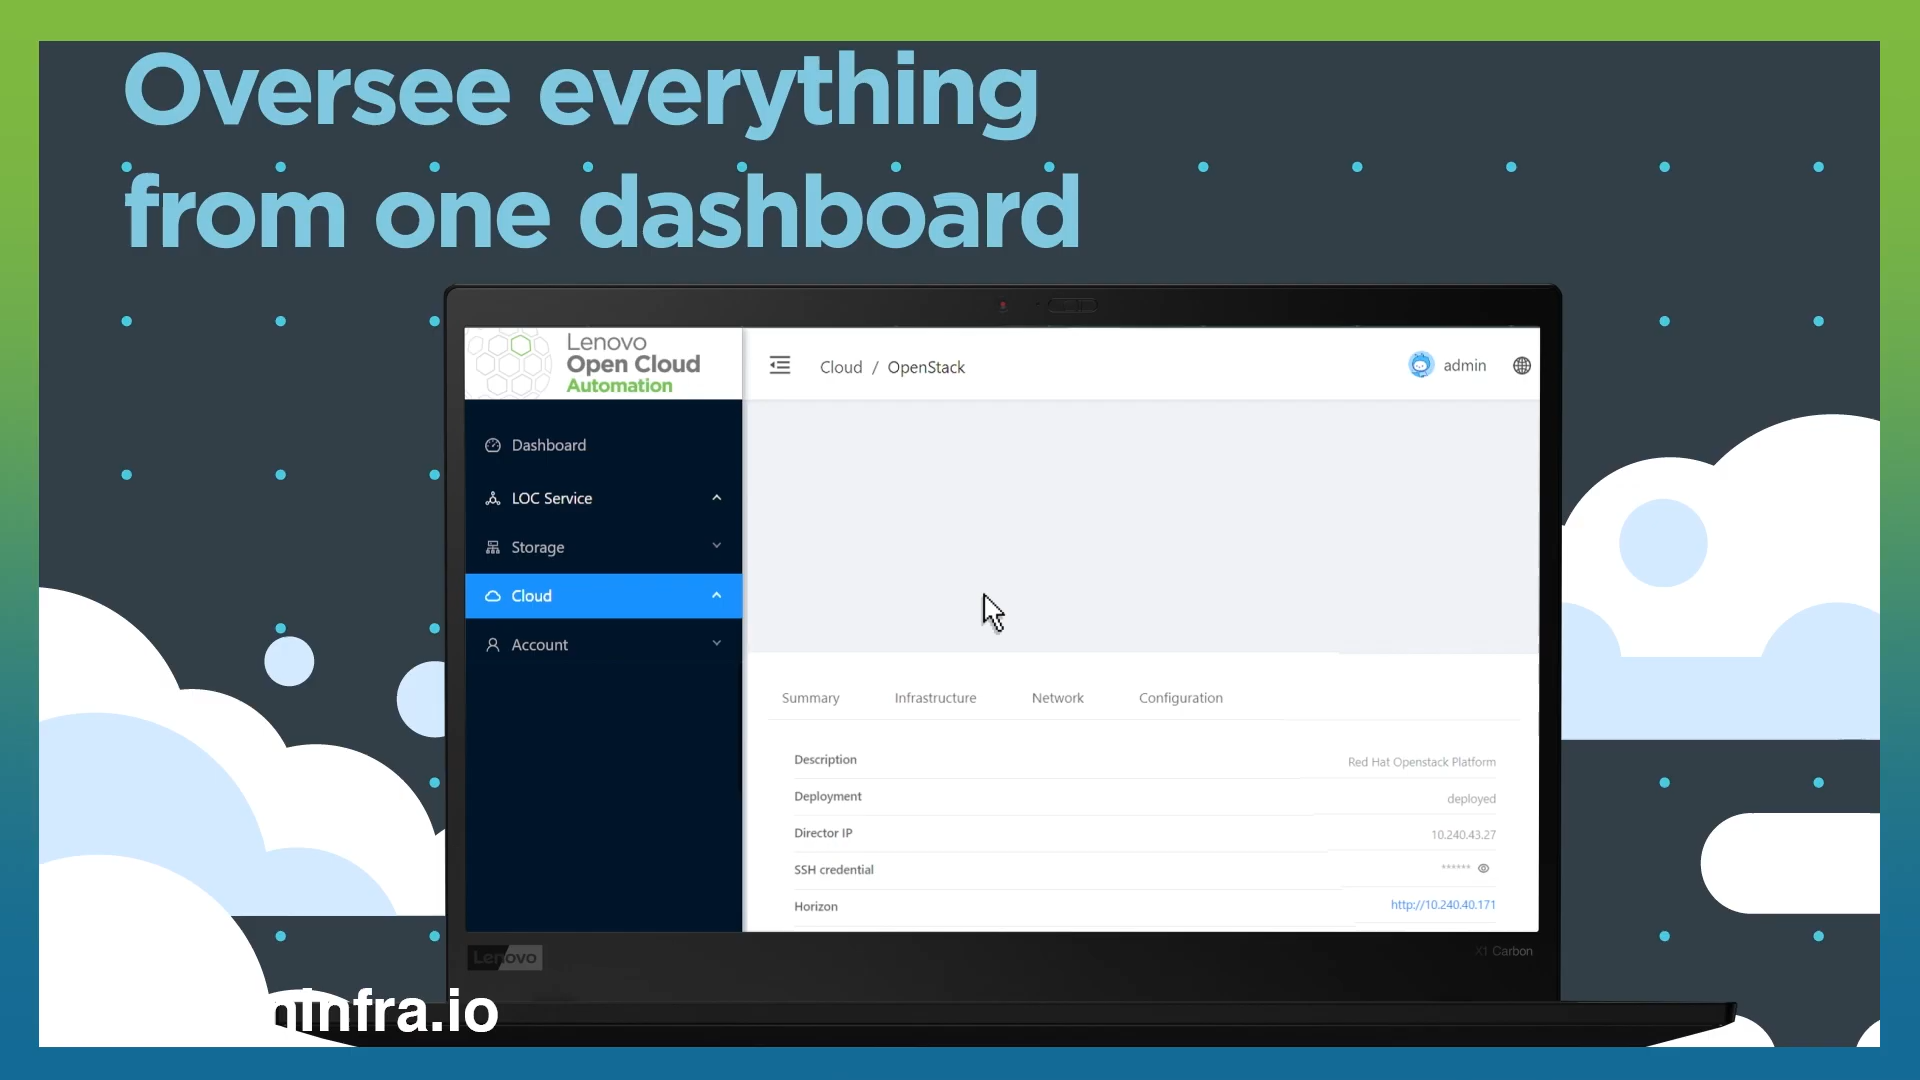 Oversee everything
from one dashboard
Lenovo
Open Cloud
Automation
Cloud / OpenStack
admin
Dashboard
LOC Service
Storage
Cloud
Account
Summary Infrastructure Network Configuration
Description Red Hat Openstack Platform
Deployment deployed
Director IP 10.240.43.27
SSH credential ******
Horizon http://10.240.40.171
Lenovo
X1 Carbon
ninfra.io